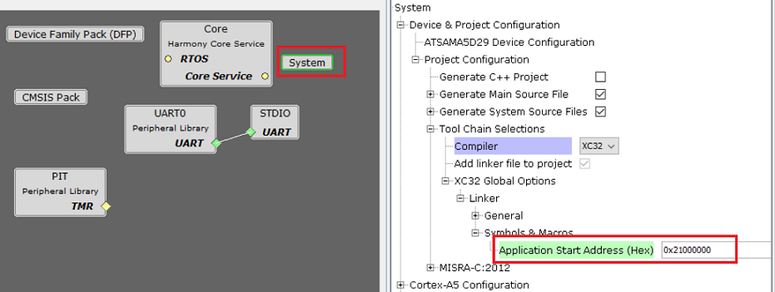 Device Family Pack (DFP)
Core
Harmony Core Service
RTOS
Core Service
System
CMSIS Pack
UART0
Peripheral Library
UART
STDIO
UART
PIT
Peripheral Library
TMR
System
Device & Project Configuration
ATSAMA5D29 Device Configuration
Project Configuration
Generate C++ Project
Generate Main Source File
Generate System Source Files
Tool Chain Selections
Compiler XC32
Add linker file to project
XC32 Global Options
Linker
General
Symbols & Macros
Application Start Address (Hex) 0x21000000
MISRA-C:2012
Cortex-A5 Configuration